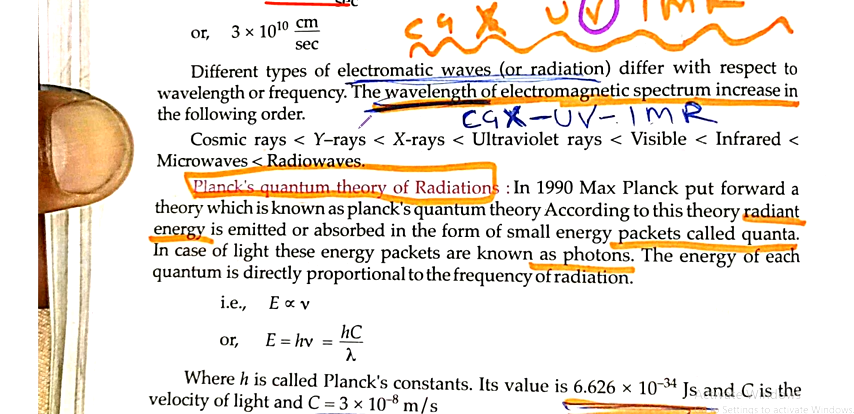 sec
C G X U V I M R
or, 3 × 10¹⁰ cm/sec
Different types of electromatic waves (or radiation) differ with respect to
wavelength or frequency. The wavelength of electromagnetic spectrum increase in
the following order.
CGX-UV-IMR
Cosmic rays < Y–rays < X-rays < Ultraviolet rays < Visible < Infrared <
Microwaves < Radiowaves.
Planck's quantum theory of Radiations : In 1990 Max Planck put forward a
theory which is known as planck's quantum theory According to this theory radiant
energy is emitted or absorbed in the form of small energy packets called quanta.
In case of light these energy packets are known as photons. The energy of each
quantum is directly proportional to the frequency of radiation.
i.e., E ∝ ν
or, E = hν = hC/λ
Where h is called Planck's constants. Its value is 6.626 × 10⁻³⁴ Js and C is the
velocity of light and C = 3 × 10⁻⁸ m/s
Settings to activate Windows